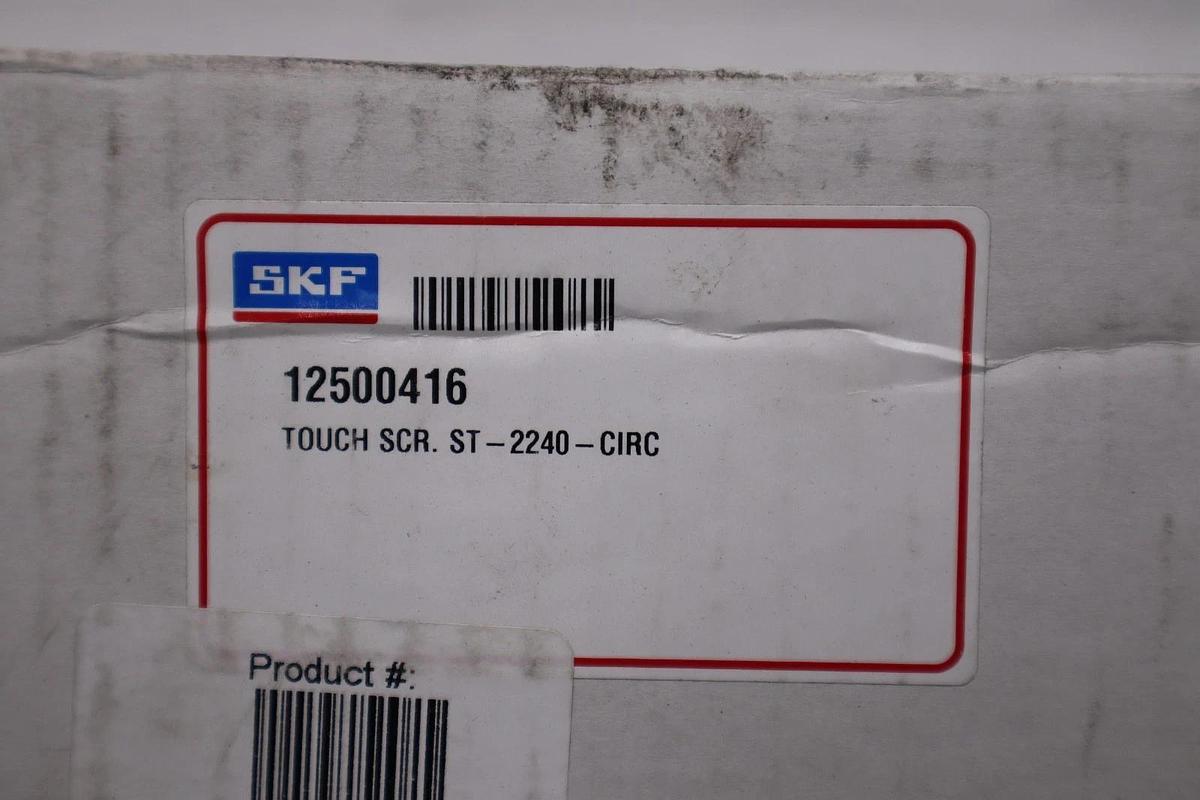 SKF
12500416
TOUCH SCR. ST-2240-CIRC
Product #: